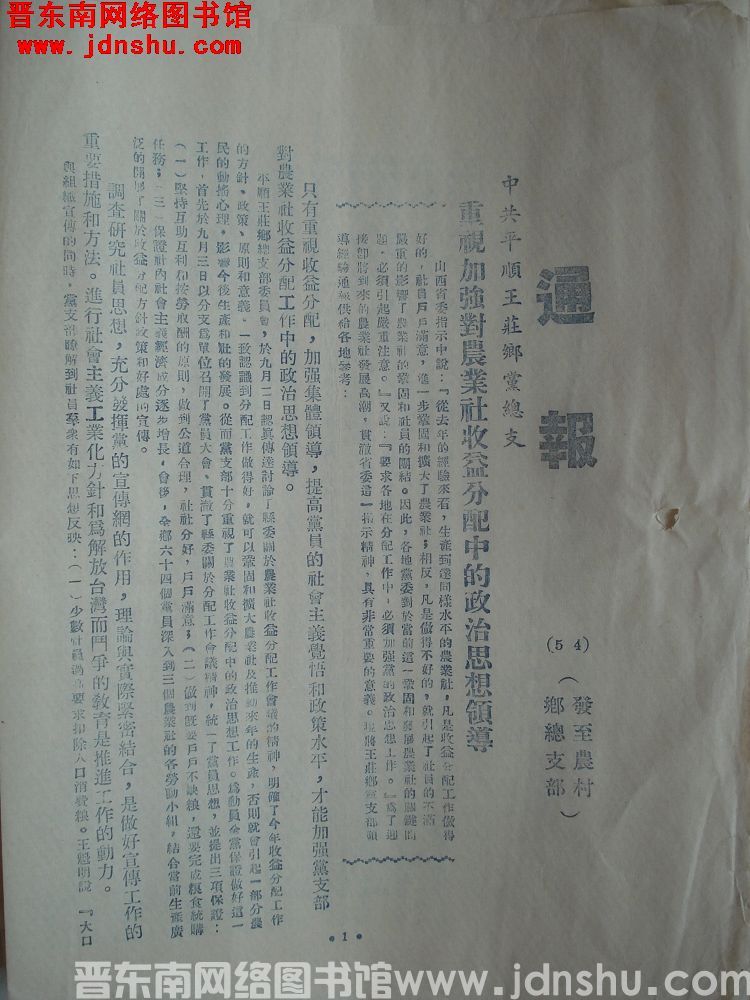 晋东南网络图书馆
www.jdnshu.com
通報
(54)
(發至農村
鄉總支部)
中共平順王莊鄉黨總支
重視加強對農業社收益分配中的政治思想領導
山西省委指示中說：『從去年的經驗來看，生產到達同樣水平的農業社，凡是收益分配工作做得
好的，社員戶戶滿意，進一步鞏固和擴大了農業社；相反，凡是做得不好的，就引起了社員的不滿
嚴重的影響了農業社的鞏固和社員的團結。因此，各地黨委對於當前這一鞏固和發展農業社的關鍵問
題，必須引起嚴重注意。』又說：『要求各地在分配工作中，必須加強黨的政治思想工作。』爲了迎
接即將到來的農業社發展高潮，貫澈省委這一指示精神，具有非常重要的意義。現將王莊鄉黨支部領
導經驗通報供給各地參考：
只有重視收益分配，加强集體領導，提高黨員的社會主義覺悟和政策水平，才能加强黨支部
對農業社收益分配工作中的政治思想領導。
平順王莊鄉總支部委員會，於九月二日認真傳達討論了縣委關於農業社收益分配工作會議的精神，明確了今年收益分配工作
的方針、政策、原則和意義。一致認識到分配工作做得好，就可以鞏固和擴大農業社及推動來年的生產，否則就會引起一部分農
民的動搖心理，影響今後生產和社的發展。從而黨支部十分重視了農業社收益分配中的政治思想工作。爲動員全黨保證做好這一
工作，首先於九月三日以分支爲單位召開了黨員大會、貫澈了縣委關於分配工作會議精神，統一了黨員思想，並提出三項保證：
(一)堅持互助互利和按勞取酬的原則，做到公道合理，社社分好，戶戶滿意；(二)做到既要戶戶不缺糧，還要完成糧食統購
任務；(三)保證社內社會主義經濟成分逐步增長，會後，全鄉六十四個黨員深入到三個農業社的各勞動小組，結合當前生產廣
泛的開展了關於收益分配方針政策和好處的宣傳。
調查研究社員思想，充分發揮黨的宣傳網的作用，理論與實際緊密結合，是做好宣傳工作的
重要措施和方法。進行社會主義工業化方針和爲解放台灣而鬥爭的教育是推進工作的動力。
與組織宣傳的同時，黨支部瞭解到社員羣衆有如下思想反映：(一)少數社員過高要求扣除人口消費糧。王魁明說『大口
·1·
晋东南网络图书馆 www.jdnshu.com